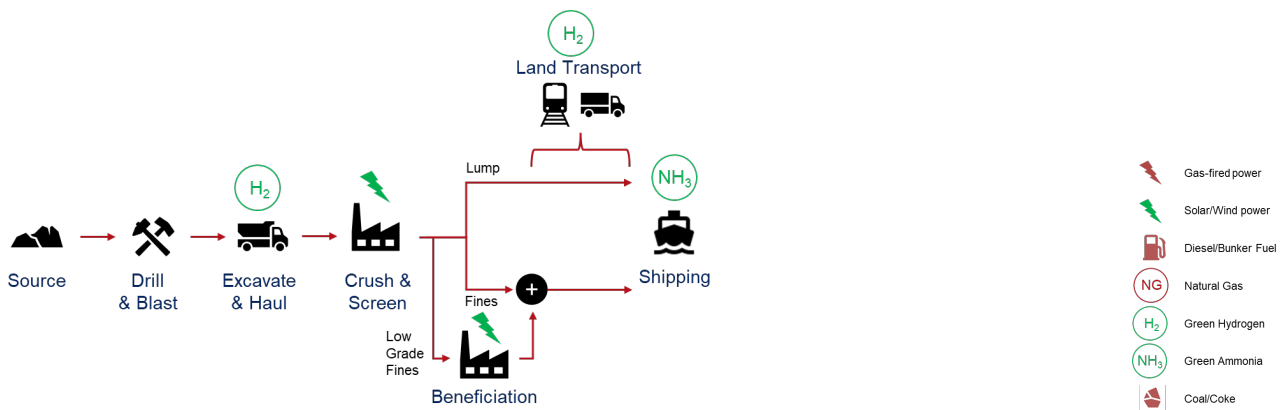 H₂
Land Transport
Lump
NH₃
H₂
Source
Drill
& Blast
Excavate
& Haul
Crush &
Screen
Shipping
+
Fines
Low
Grade
Fines
Beneficiation
Gas-fired power
Solar/Wind power
Diesel/Bunker Fuel
NG Natural Gas
H₂ Green Hydrogen
NH₃ Green Ammonia
Coal/Coke